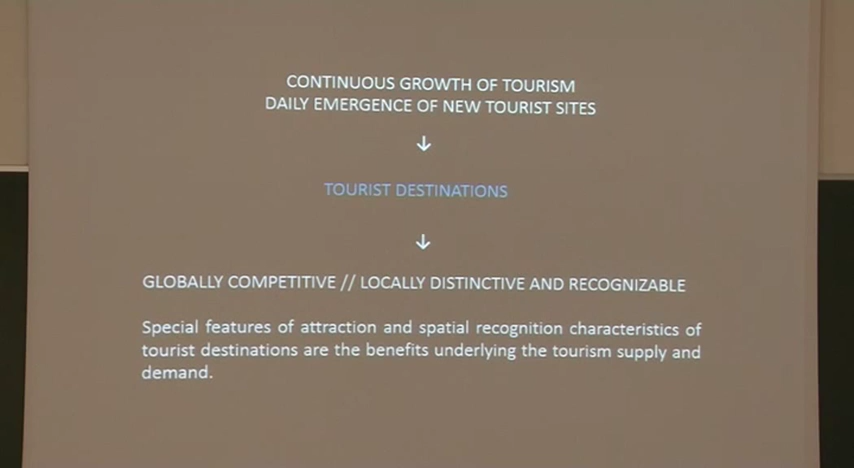 CONTINUOUS GROWTH OF TOURISM
DAILY EMERGENCE OF NEW TOURIST SITES
↓
TOURIST DESTINATIONS
↓
GLOBALLY COMPETITIVE // LOCALLY DISTINCTIVE AND RECOGNIZABLE
Special features of attraction and spatial recognition characteristics of
tourist destinations are the benefits underlying the tourism supply and
demand.